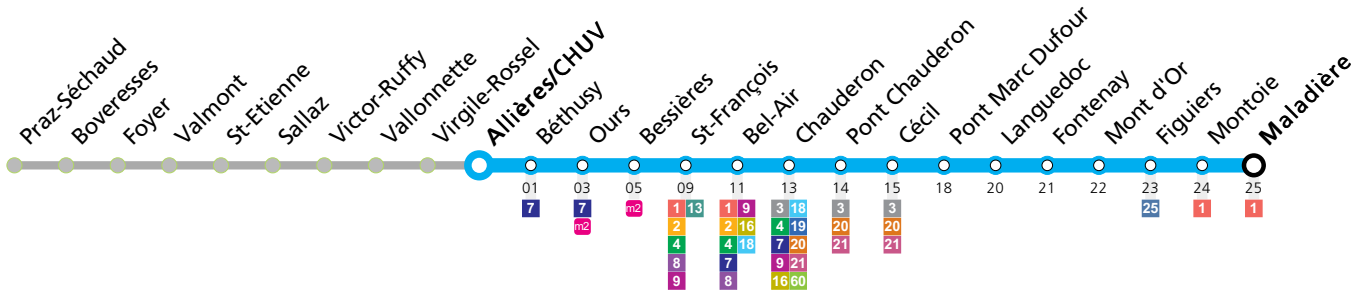 Praz-Séchaud
Boveresses
Foyer
Valmont
St-Etienne
Sallaz
Victor-Ruffy
Vallonnette
Virgile-Rossel
Allières/CHUV
Béthusy
Ours
Bessières
St-François
Bel-Air
Chauderon
Pont Chauderon
Cécil
Pont Marc Dufour
Languedoc
Fontenay
Mont d'Or
Figuiers
Montoie
Maladière
01 03 05 09 11 13 14 15 18 20 21 22 23 24 25
7 7 m2 1 13 1 9 3 18 3 3 25 1 1
m2 2 2 16 4 19 20 20
4 4 18 7 20 21 21
8 7 9 21
9 8 16 60